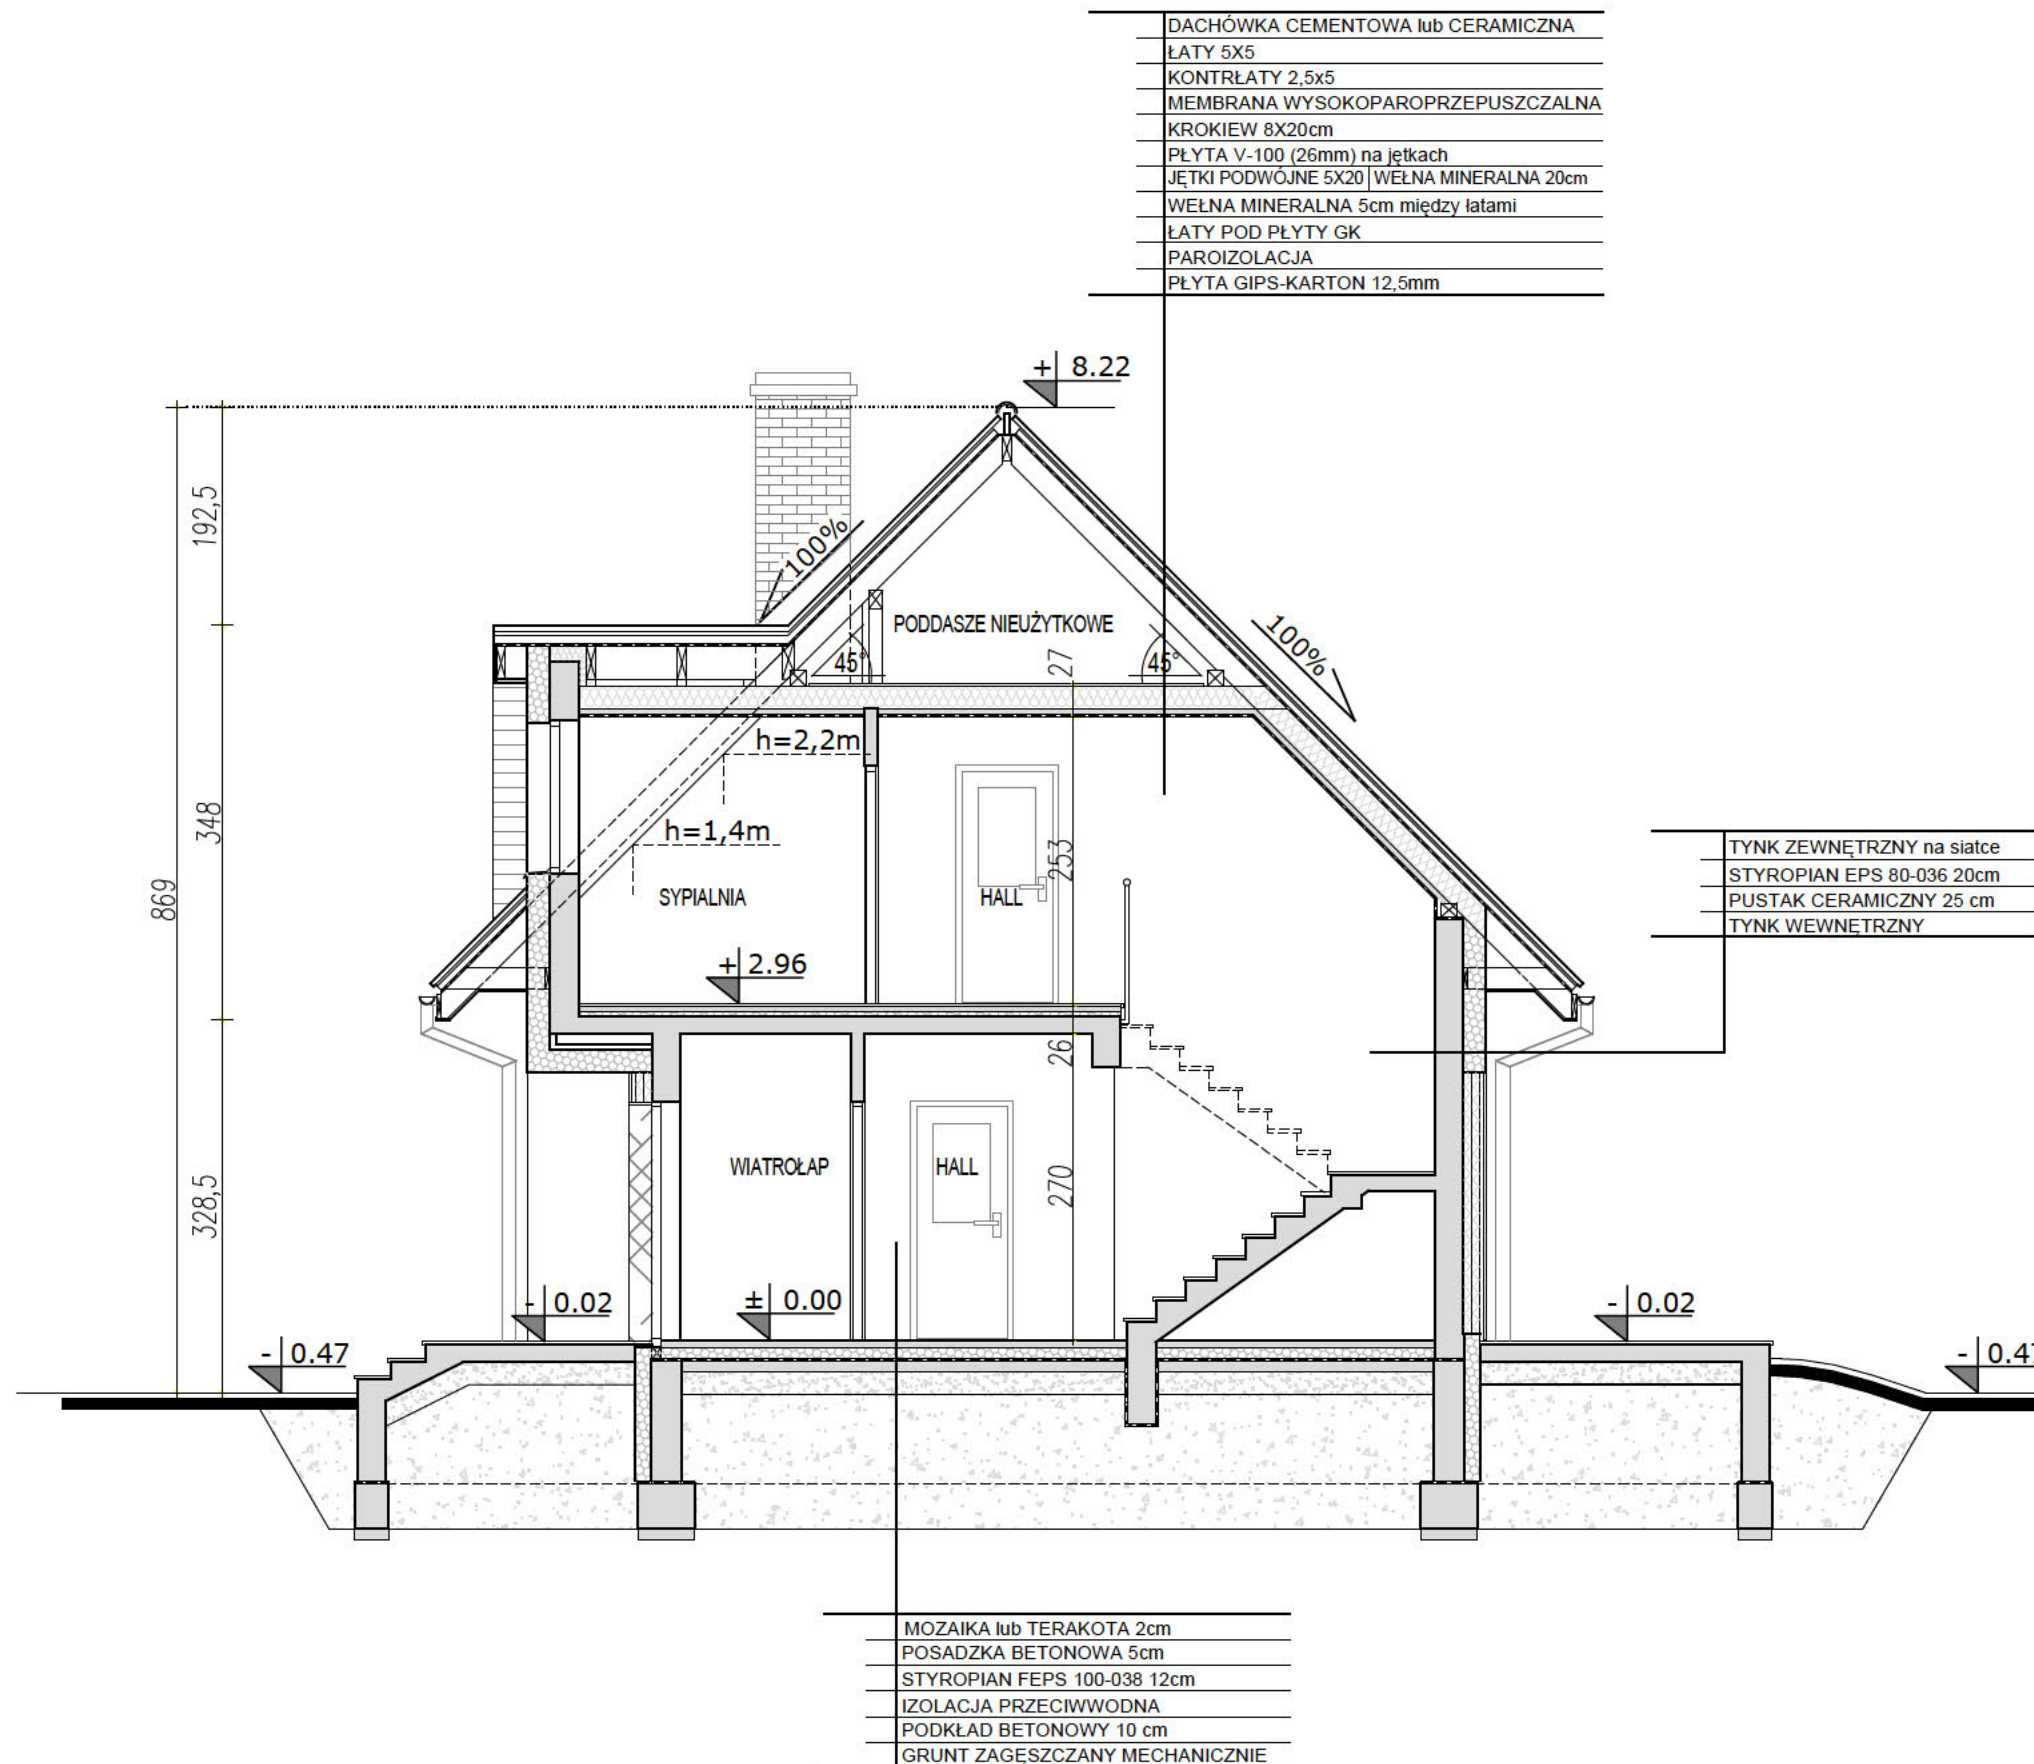 DACHÓWKA CEMENTOWA lub CERAMICZNA
ŁATY 5X5
KONTRŁATY 2,5x5
MEMBRANA WYSOKOPAROPRZEPUSZCZALNA
KROKIEW 8X20cm
PŁYTA V-100 (26mm) na jętkach
JĘTKI PODWÓJNE 5X20 WEŁNA MINERALNA 20cm
WEŁNA MINERALNA 5cm między łatami
ŁATY POD PŁYTY GK
PAROIZOLACJA
PŁYTA GIPS-KARTON 12,5mm
+ 8.22
192,5
100%
PODDASZE NIEUŻYTKOWE
100%
45°
45°
27
h=2,2m
348
h=1,4m
253
869
SYPIALNIA
HALL
TYNK ZEWNĘTRZNY na siatce
STYROPIAN EPS 80-036 20cm
PUSTAK CERAMICZNY 25 cm
TYNK WEWNĘTRZNY
+ 2.96
26
WIATROŁAP
HALL
270
328,5
- 0.02
± 0.00
- 0.02
- 0.47
- 0.47
MOZAIKA lub TERAKOTA 2cm
POSADZKA BETONOWA 5cm
STYROPIAN FEPS 100-038 12cm
IZOLACJA PRZECIWWODNA
PODKŁAD BETONOWY 10 cm
GRUNT ZAGĘSZCZANY MECHANICZNIE